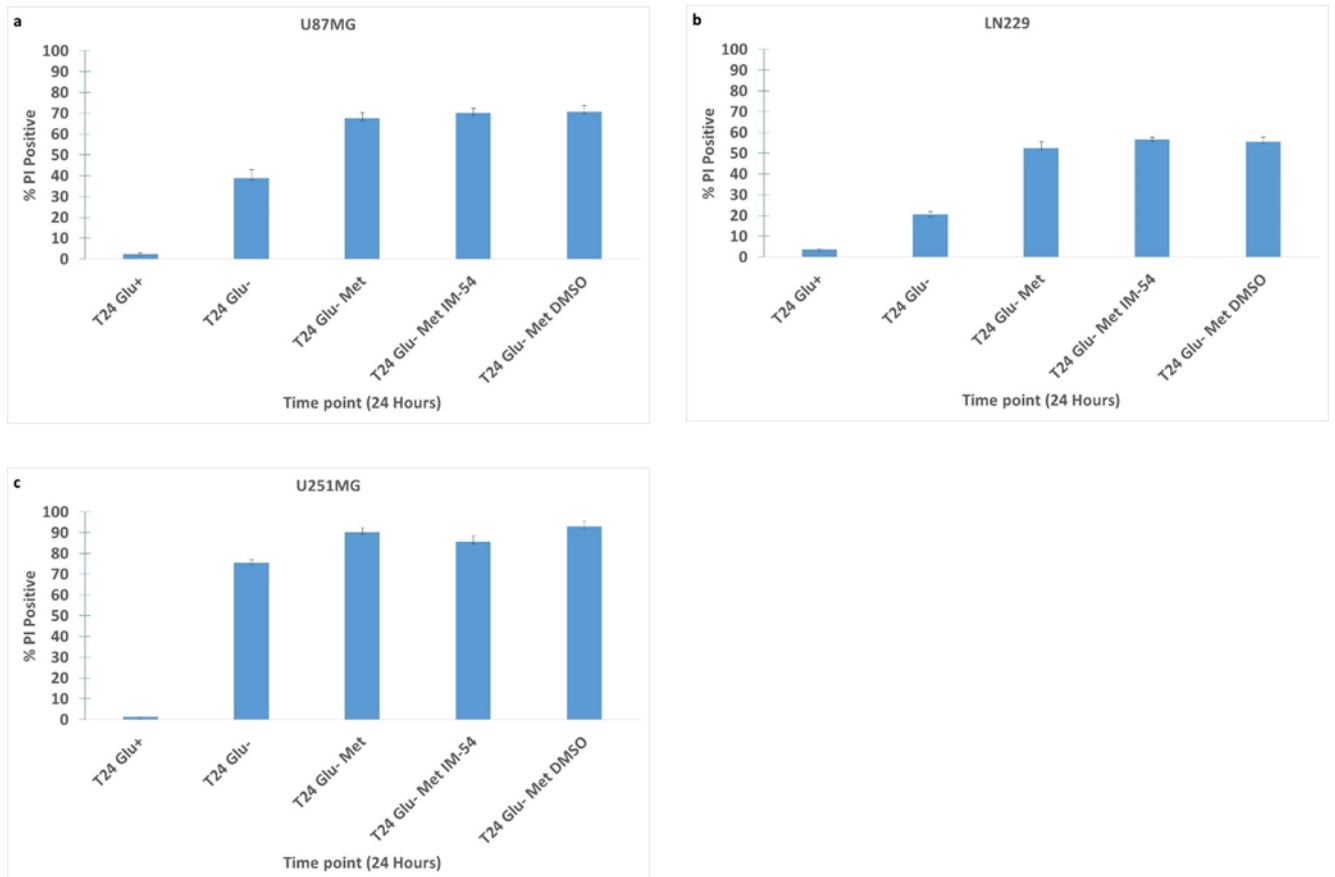 a
U87MG
100
90
80
70
60
50
40
30
20
10
0
% PI Positive
T24 Glu+
T24 Glu-
T24 Glu- Met
T24 Glu- Met IM-54
T24 Glu- Met DMSO
Time point (24 Hours)
b
LN229
100
90
80
70
60
50
40
30
20
10
0
% PI Positive
T24 Glu+
T24 Glu-
T24 Glu- Met
T24 Glu- Met IM-54
T24 Glu- Met DMSO
Time point (24 Hours)
c
U251MG
100
90
80
70
60
50
40
30
20
10
0
% PI Positive
T24 Glu+
T24 Glu-
T24 Glu- Met
T24 Glu- Met IM-54
T24 Glu- Met DMSO
Time point (24 Hours)